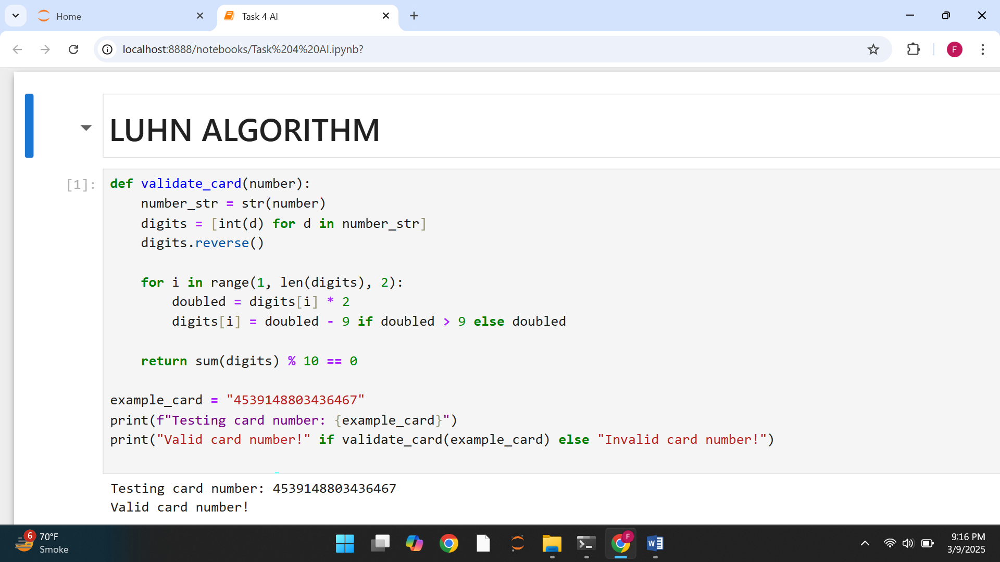 Home
Task 4 AI
localhost:8888/notebooks/Task%204%20AI.ipynb?
F
LUHN ALGORITHM
[1]:
def validate_card(number):
    number_str = str(number)
    digits = [int(d) for d in number_str]
    digits.reverse()
    for i in range(1, len(digits), 2):
        doubled = digits[i] * 2
        digits[i] = doubled - 9 if doubled > 9 else doubled
    return sum(digits) % 10 == 0
example_card = "4539148803436467"
print(f"Testing card number: {example_card}")
print("Valid card number!" if validate_card(example_card) else "Invalid card number!")
Testing card number: 4539148803436467
Valid card number!
6
70°F
Smoke
F
W
9:16 PM
3/9/2025